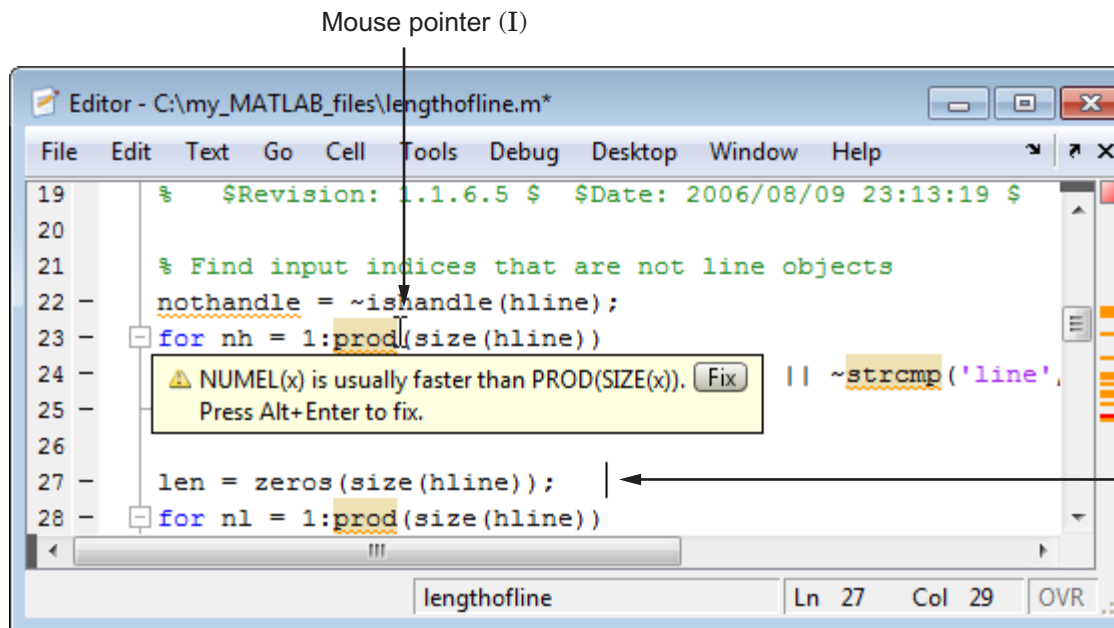 Mouse pointer (I)
Editor - C:\my_MATLAB_files\lengthofline.m*
File Edit Text Go Cell Tools Debug Desktop Window Help
19 % $Revision: 1.1.6.5 $ $Date: 2006/08/09 23:13:19 $
20
21 % Find input indices that are not line objects
22 – nothandle = ~ishandle(hline);
23 – for nh = 1:prod(size(hline))
24 – || ~strcmp('line',
NUMEL(x) is usually faster than PROD(SIZE(x)). Fix
Press Alt+Enter to fix.
25 –
26
27 – len = zeros(size(hline));
28 – for nl = 1:prod(size(hline))
lengthofline Ln 27 Col 29 OVR